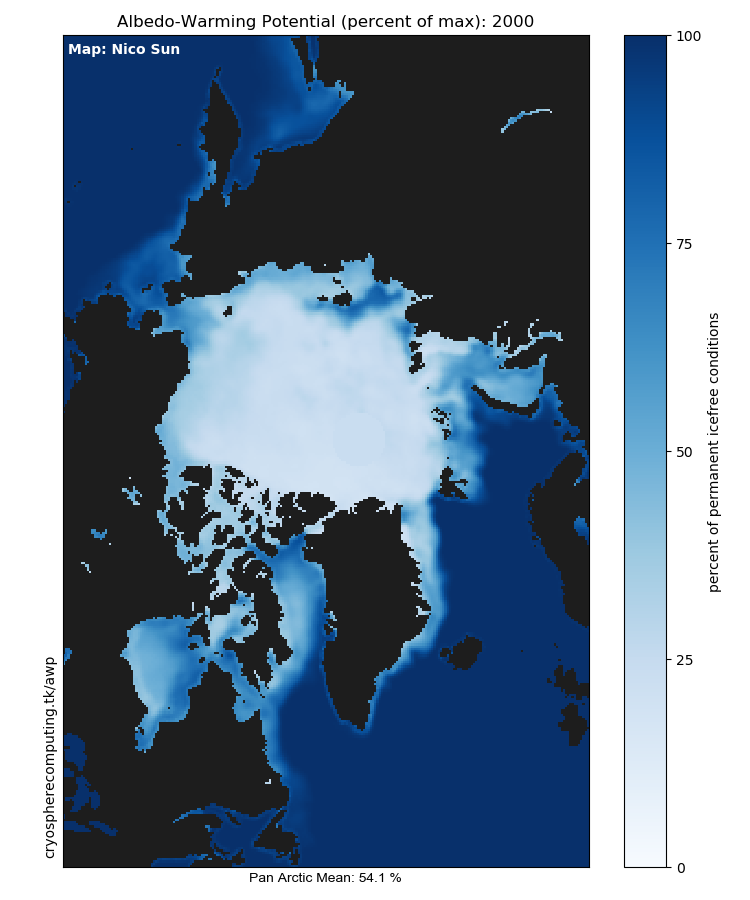 Albedo-Warming Potential (percent of max): 2000
Map: Nico Sun
100
75
50
25
0
percent of permanent icefree conditions
cryospherecomputing.tk/awp
Pan Arctic Mean: 54.1 %